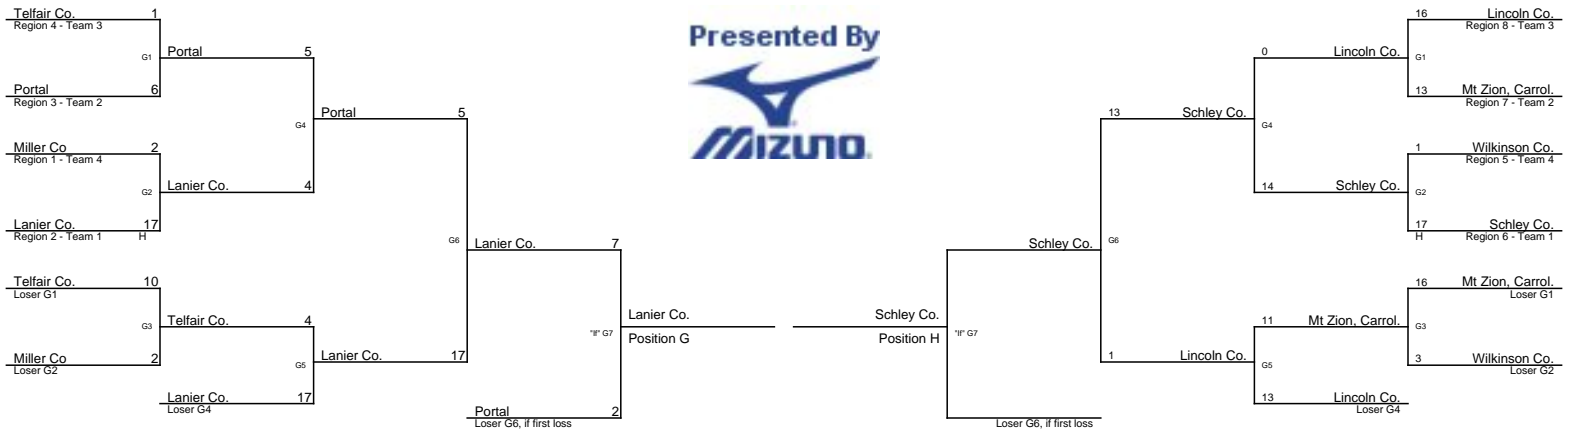 Telfair Co. 1
Region 4 - Team 3
G1
Portal 5
Portal 6
Region 3 - Team 2
G4
Portal 5
Miller Co 2
Region 1 - Team 4
G2
Lanier Co. 4
Lanier Co. 17
Region 2 - Team 1 H
G6
Lanier Co. 7
Telfair Co. 10
Loser G1
G3
Telfair Co. 4
Miller Co 2
Loser G2
G5
Lanier Co. 17
Lanier Co. 17
Loser G4
Portal 2
Loser G6, if first loss
"If" G7
Lanier Co.
Position G
Presented By
MIZUNO
Schley Co.
Position H
"If" G7
16 Lincoln Co.
Region 8 - Team 3
0 Lincoln Co.
G1
13 Mt Zion, Carrol.
Region 7 - Team 2
13 Schley Co.
G4
1 Wilkinson Co.
Region 5 - Team 4
14 Schley Co.
G2
17 Schley Co.
H Region 6 - Team 1
Schley Co.
G6
16 Mt Zion, Carrol.
Loser G1
11 Mt Zion, Carrol.
G3
3 Wilkinson Co.
Loser G2
1 Lincoln Co.
G5
13 Lincoln Co.
Loser G4
Loser G6, if first loss